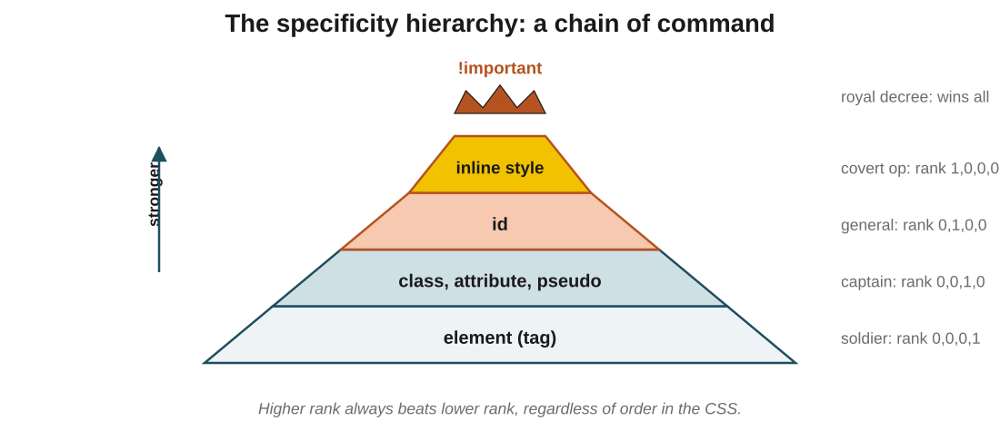 The specificity hierarchy: a chain of command
!important
royal decree: wins all
stronger
inline style
covert op: rank 1,0,0,0
id
general: rank 0,1,0,0
class, attribute, pseudo
captain: rank 0,0,1,0
element (tag)
soldier: rank 0,0,0,1
Higher rank always beats lower rank, regardless of order in the CSS.